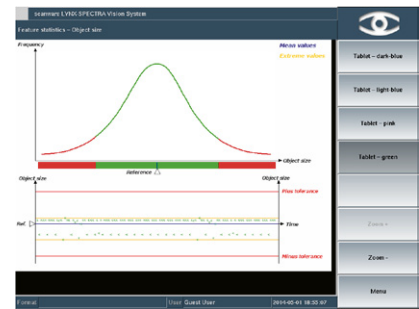 scanware LYNX SPECTRA Vision System
Feature statistics - Object size
Frequency
Mean values
Extreme values
Object size
Reference
Object size
Object size
Plus tolerance
Ref.
Time
Minus tolerance
Format
User Guest User
Tablet - dark-blue
Tablet - light-blue
Tablet - pink
Tablet - green
Zoom +
Zoom -
Menu